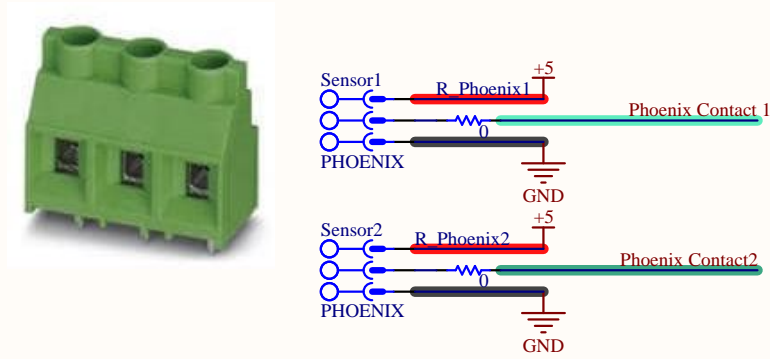 Sensor1
+5
R_Phoenix1
Phoenix Contact 1
0
PHOENIX
GND
Sensor2
+5
R_Phoenix2
Phoenix Contact2
0
PHOENIX
GND